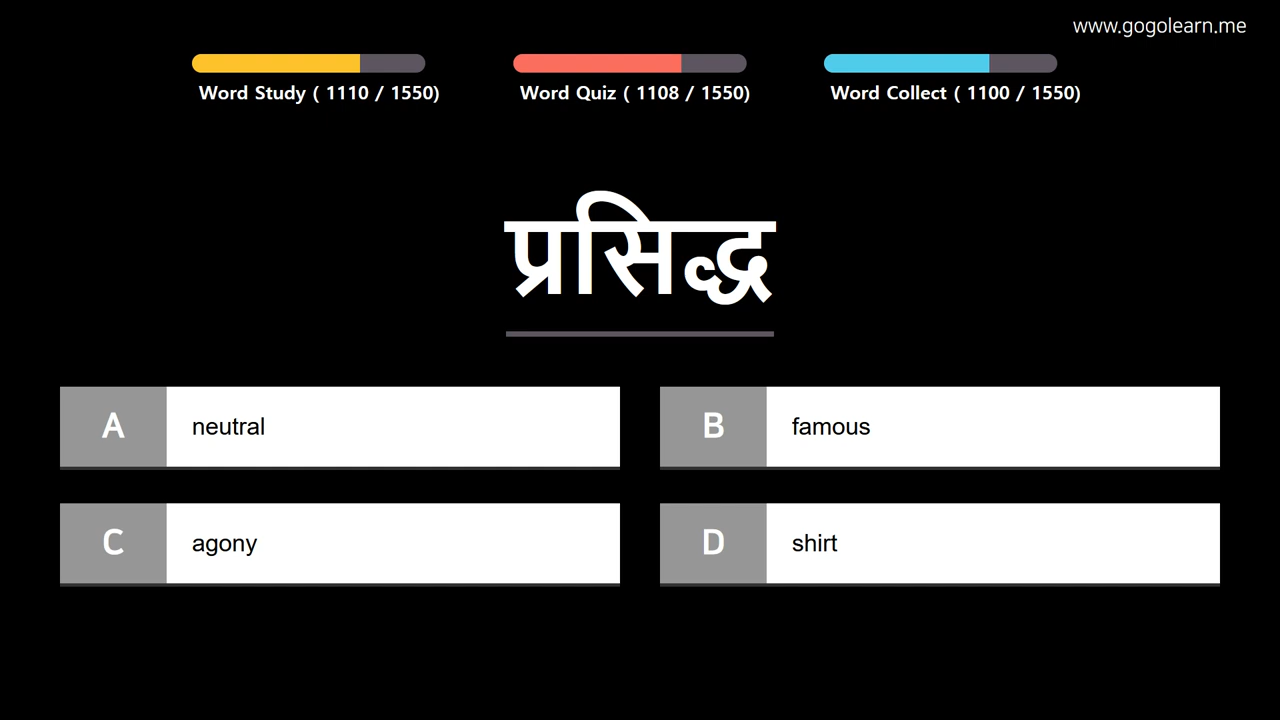 www.gogolearn.me
Word Study ( 1110 / 1550)
Word Quiz ( 1108 / 1550)
Word Collect ( 1100 / 1550)
प्रसिद्ध
A neutral
B famous
C agony
D shirt